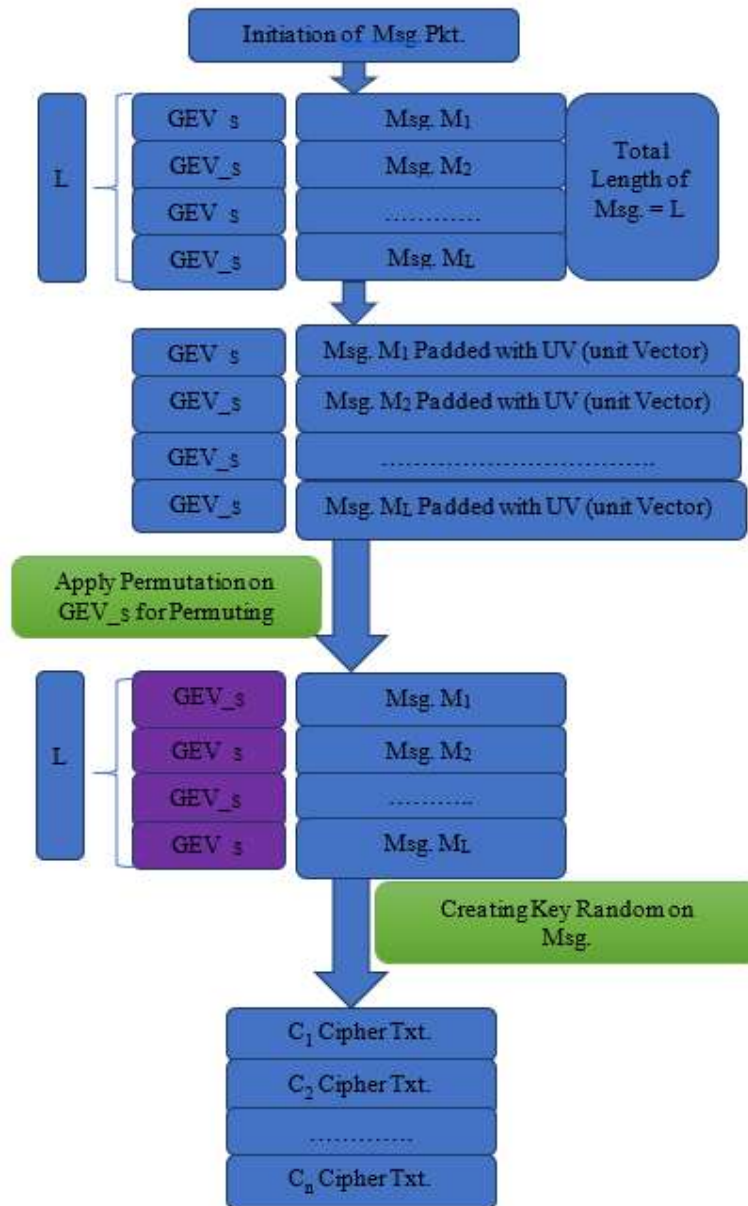 Initiation of Msg. Pkt.
L
GEV_s
Msg. M1
GEV_s
Msg. M2
GEV_s
............
GEV_s
Msg. ML
Total
Length of
Msg. = L
GEV_s
Msg. M1 Padded with UV (unit Vector)
GEV_s
Msg. M2 Padded with UV (unit Vector)
GEV_s
.................................
GEV_s
Msg. ML Padded with UV (unit Vector)
Apply Permutation on
GEV_s for Permuting
L
GEV_s
Msg. M1
GEV_s
Msg. M2
GEV_s
...........
GEV_s
Msg. ML
Creating Key Random on
Msg.
C1 Cipher Txt.
C2 Cipher Txt.
.............
Cn Cipher Txt.